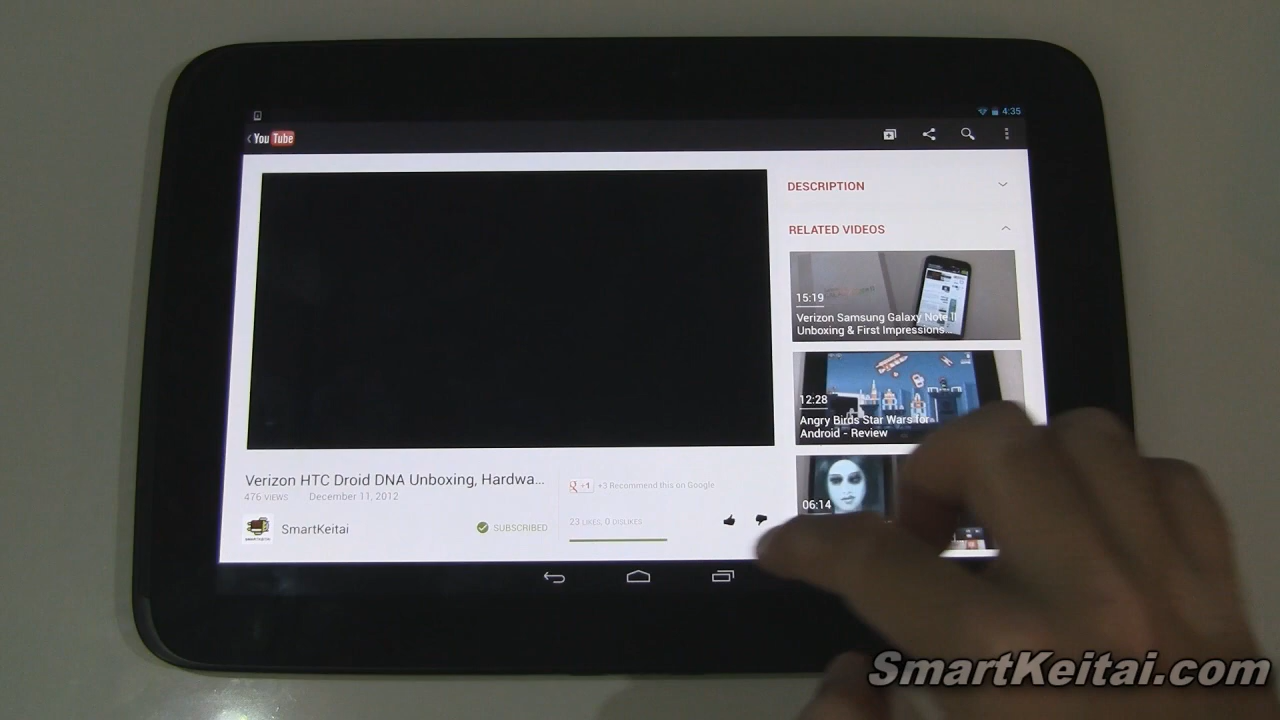 4:35
You Tube
DESCRIPTION
RELATED VIDEOS
15:19
Verizon Samsung Galaxy Note II
Unboxing & First Impressions...
12:28
Angry Birds Star Wars for
Android - Review
06:14
Verizon HTC Droid DNA Unboxing, Hardwa...
476 VIEWS December 11, 2012
+1 +3 Recommend this on Google
SmartKeitai
SUBSCRIBED
23 LIKES, 0 DISLIKES
SmartKeitai.com